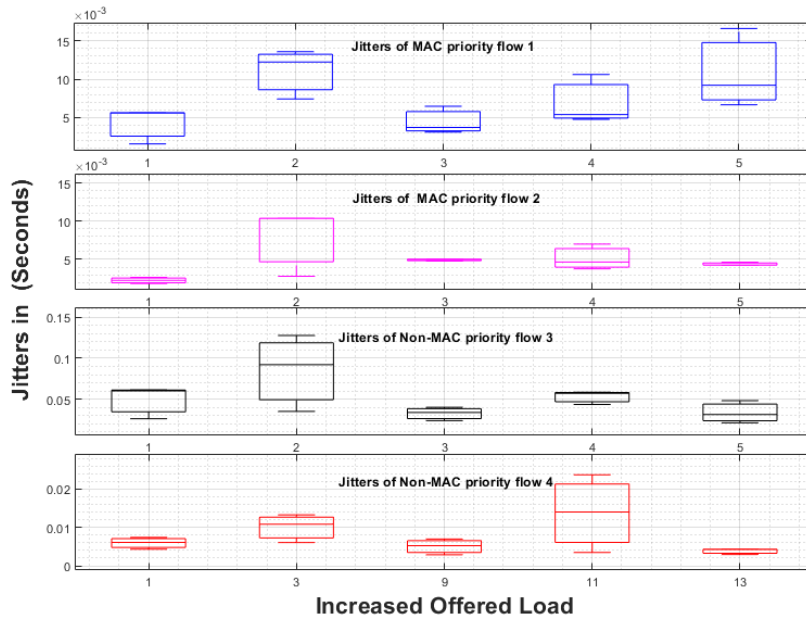 ×10⁻³
Jitters of MAC priority flow 1
15
10
5
1 2 3 4 5
×10⁻³
Jitters of MAC priority flow 2
15
10
5
1 2 3 4 5
Jitters in (Seconds)
Jitters of Non-MAC priority flow 3
0.15
0.1
0.05
1 2 3 4 5
Jitters of Non-MAC priority flow 4
0.02
0.01
0
1 3 9 11 13
Increased Offered Load